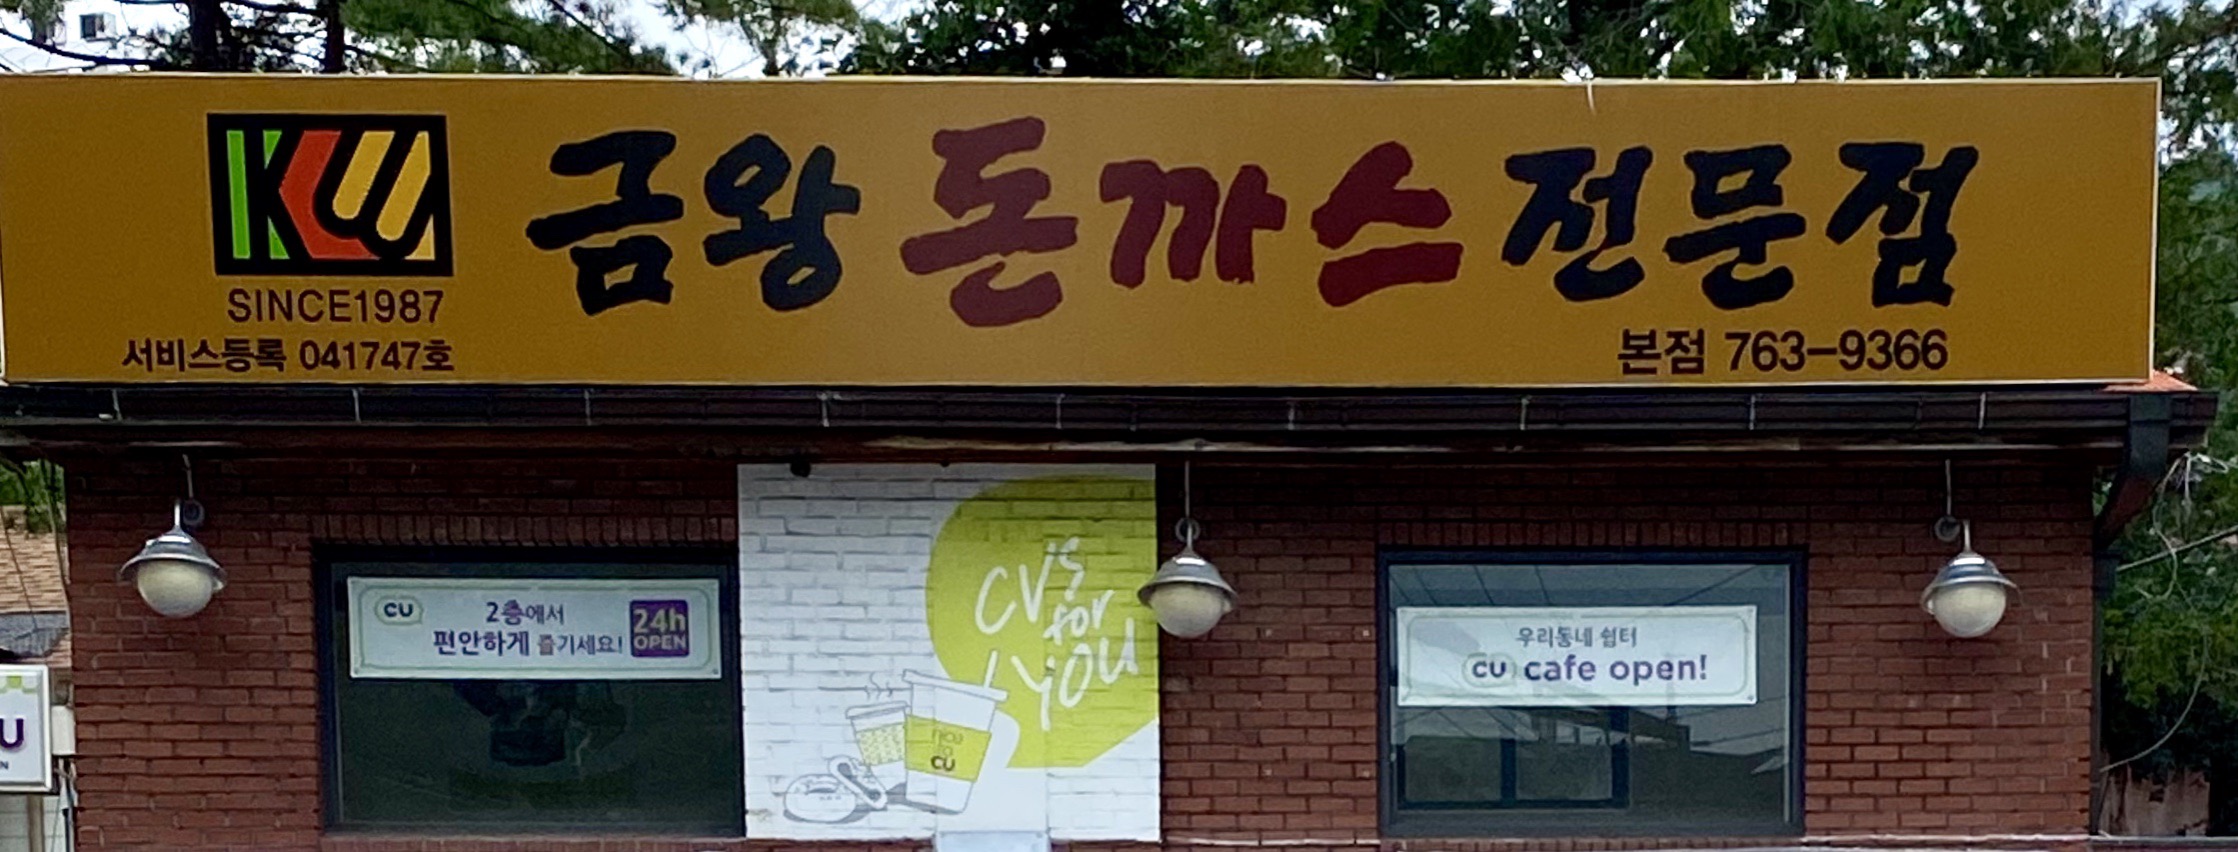 KW
SINCE1987
서비스등록 041747호
금왕돈까스전문점
본점 763-9366
CU
2층에서
편안하게 즐기세요!
24h
OPEN
CVS
for
YOU
CU
우리동네 쉼터
CU cafe open!
U
N